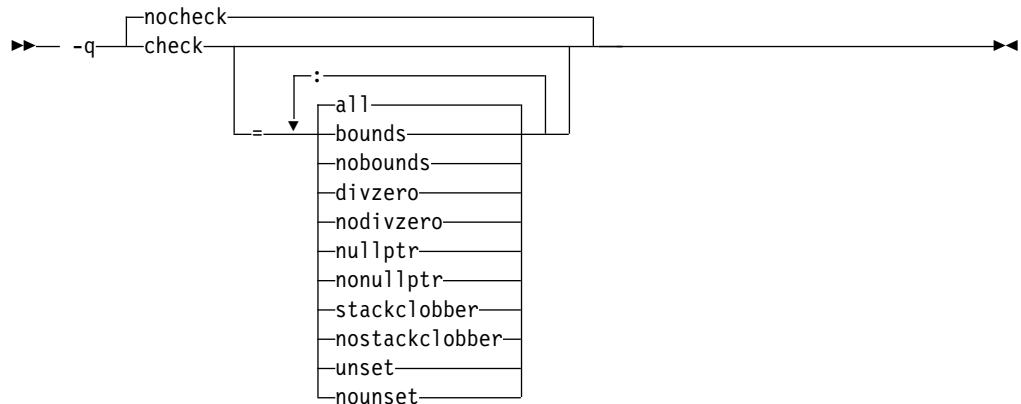 nocheck
-q check
:
all
= bounds
nobounds
divzero
nodivzero
nullptr
nonullptr
stackclobber
nostackclobber
unset
nounset